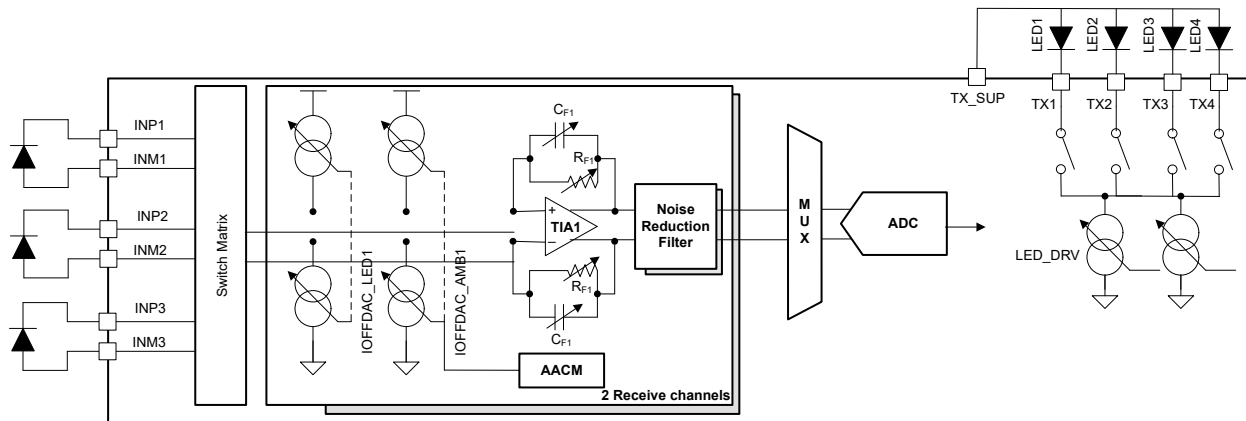 LED1
LED2
LED3
LED4
TX_SUP
TX1
TX2
TX3
TX4
INP1
INM1
INP2
INM2
INP3
INM3
Switch Matrix
IOFFDAC_LED1
IOFFDAC_AMB1
CF1
RF1
+
TIA1
−
RF1
CF1
AACM
2 Receive channels
Noise
Reduction
Filter
MUX
ADC
LED_DRV